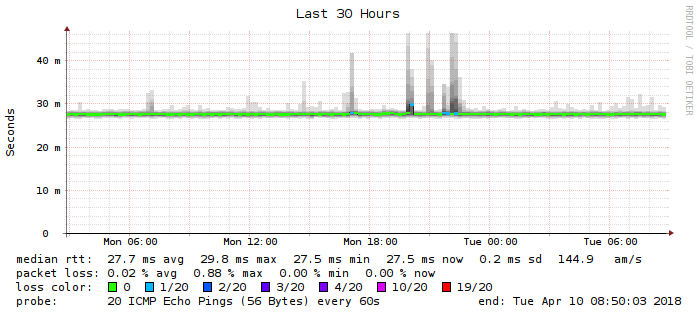 Last 30 Hours
RRDTOOL / TOBI OETIKER
Seconds
40 m
30 m
20 m
10 m
0
Mon 06:00 Mon 12:00 Mon 18:00 Tue 00:00 Tue 06:00
median rtt: 27.7 ms avg 29.8 ms max 27.5 ms min 27.5 ms now 0.2 ms sd 144.9 am/s
packet loss: 0.02 % avg 0.88 % max 0.00 % min 0.00 % now
loss color: 0 1/20 2/20 3/20 4/20 10/20 19/20
probe: 20 ICMP Echo Pings (56 Bytes) every 60s end: Tue Apr 10 08:50:03 2018